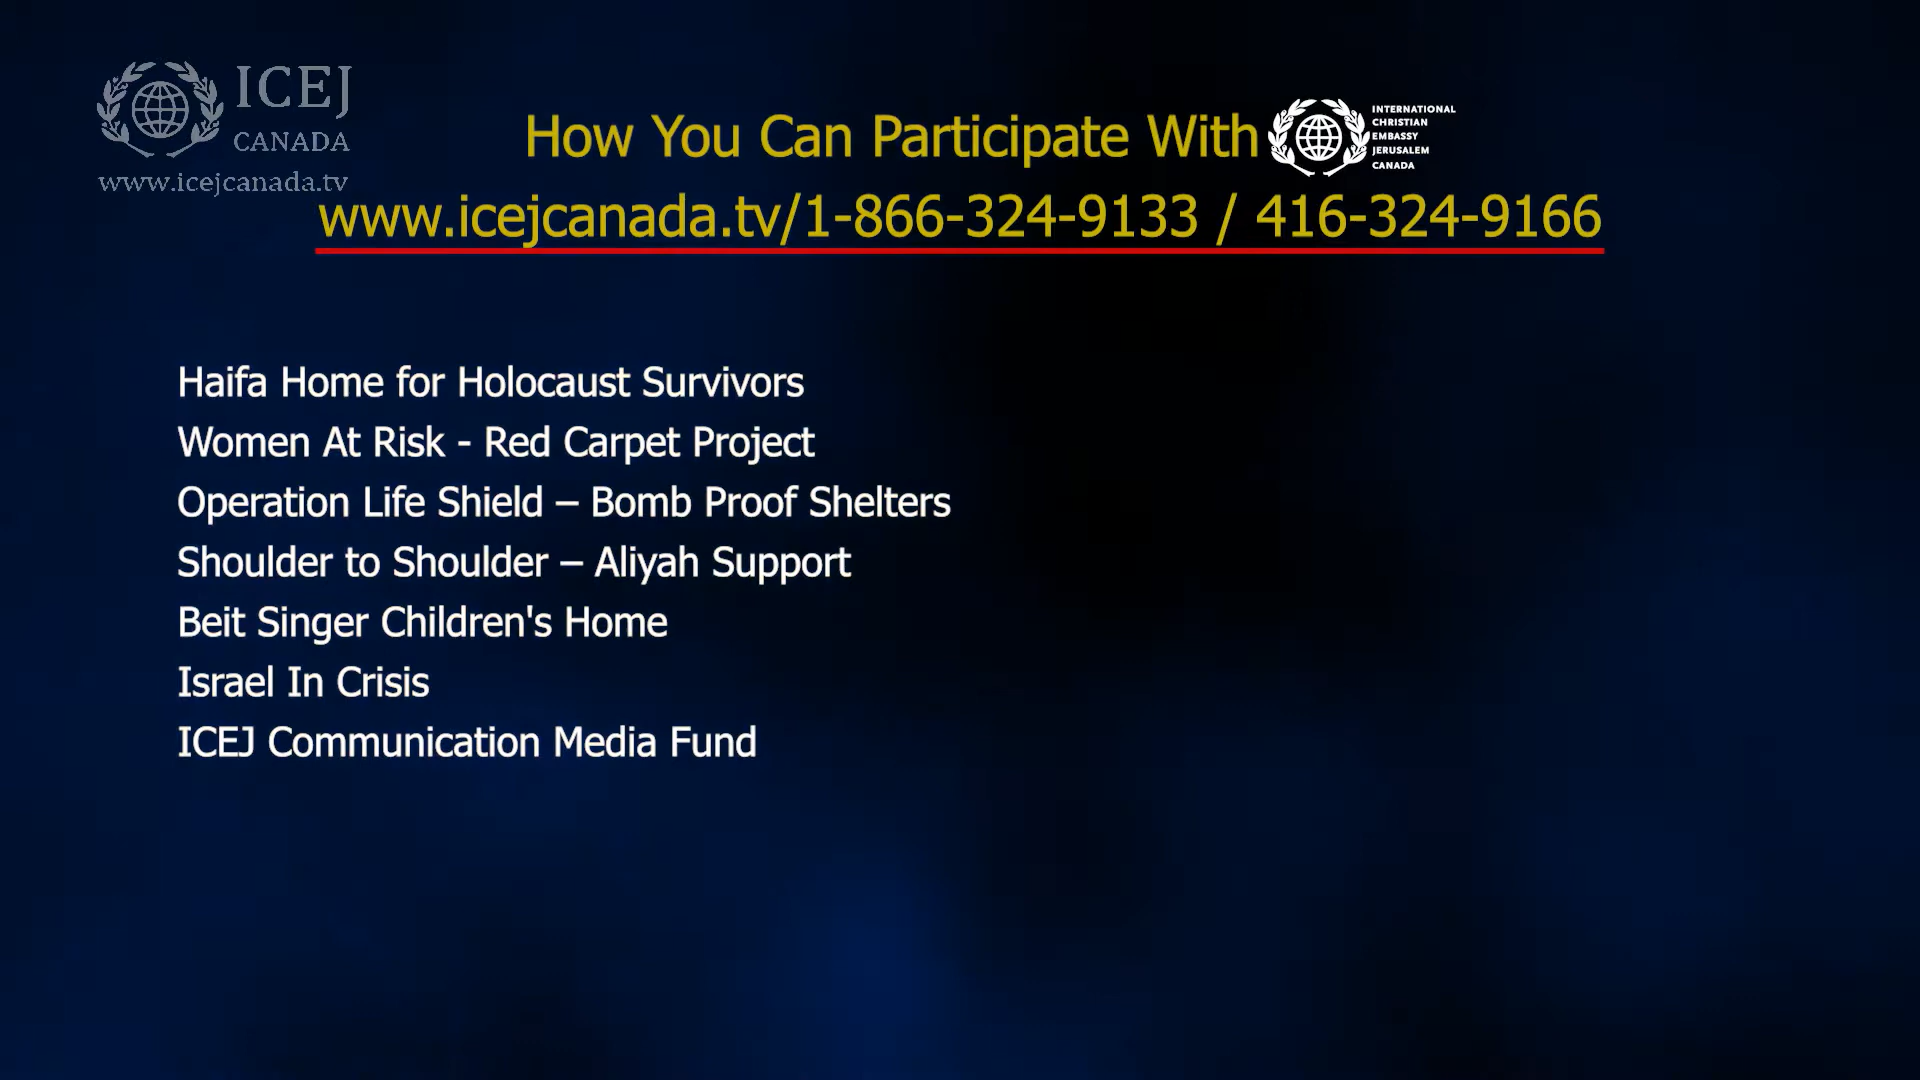 ICEJ
CANADA
www.icejcanada.tv
How You Can Participate With
INTERNATIONAL
CHRISTIAN
EMBASSY
JERUSALEM
CANADA
www.icejcanada.tv/1-866-324-9133 / 416-324-9166
Haifa Home for Holocaust Survivors
Women At Risk - Red Carpet Project
Operation Life Shield – Bomb Proof Shelters
Shoulder to Shoulder – Aliyah Support
Beit Singer Children's Home
Israel In Crisis
ICEJ Communication Media Fund